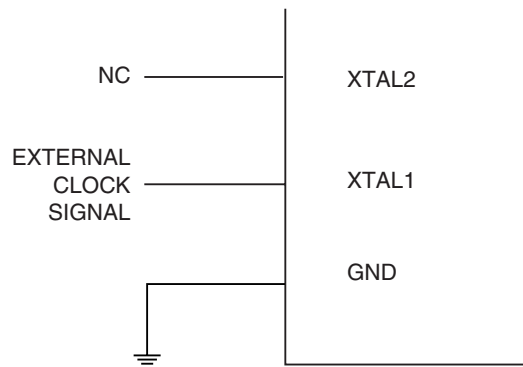 NC
XTAL2
EXTERNAL
CLOCK
SIGNAL
XTAL1
GND